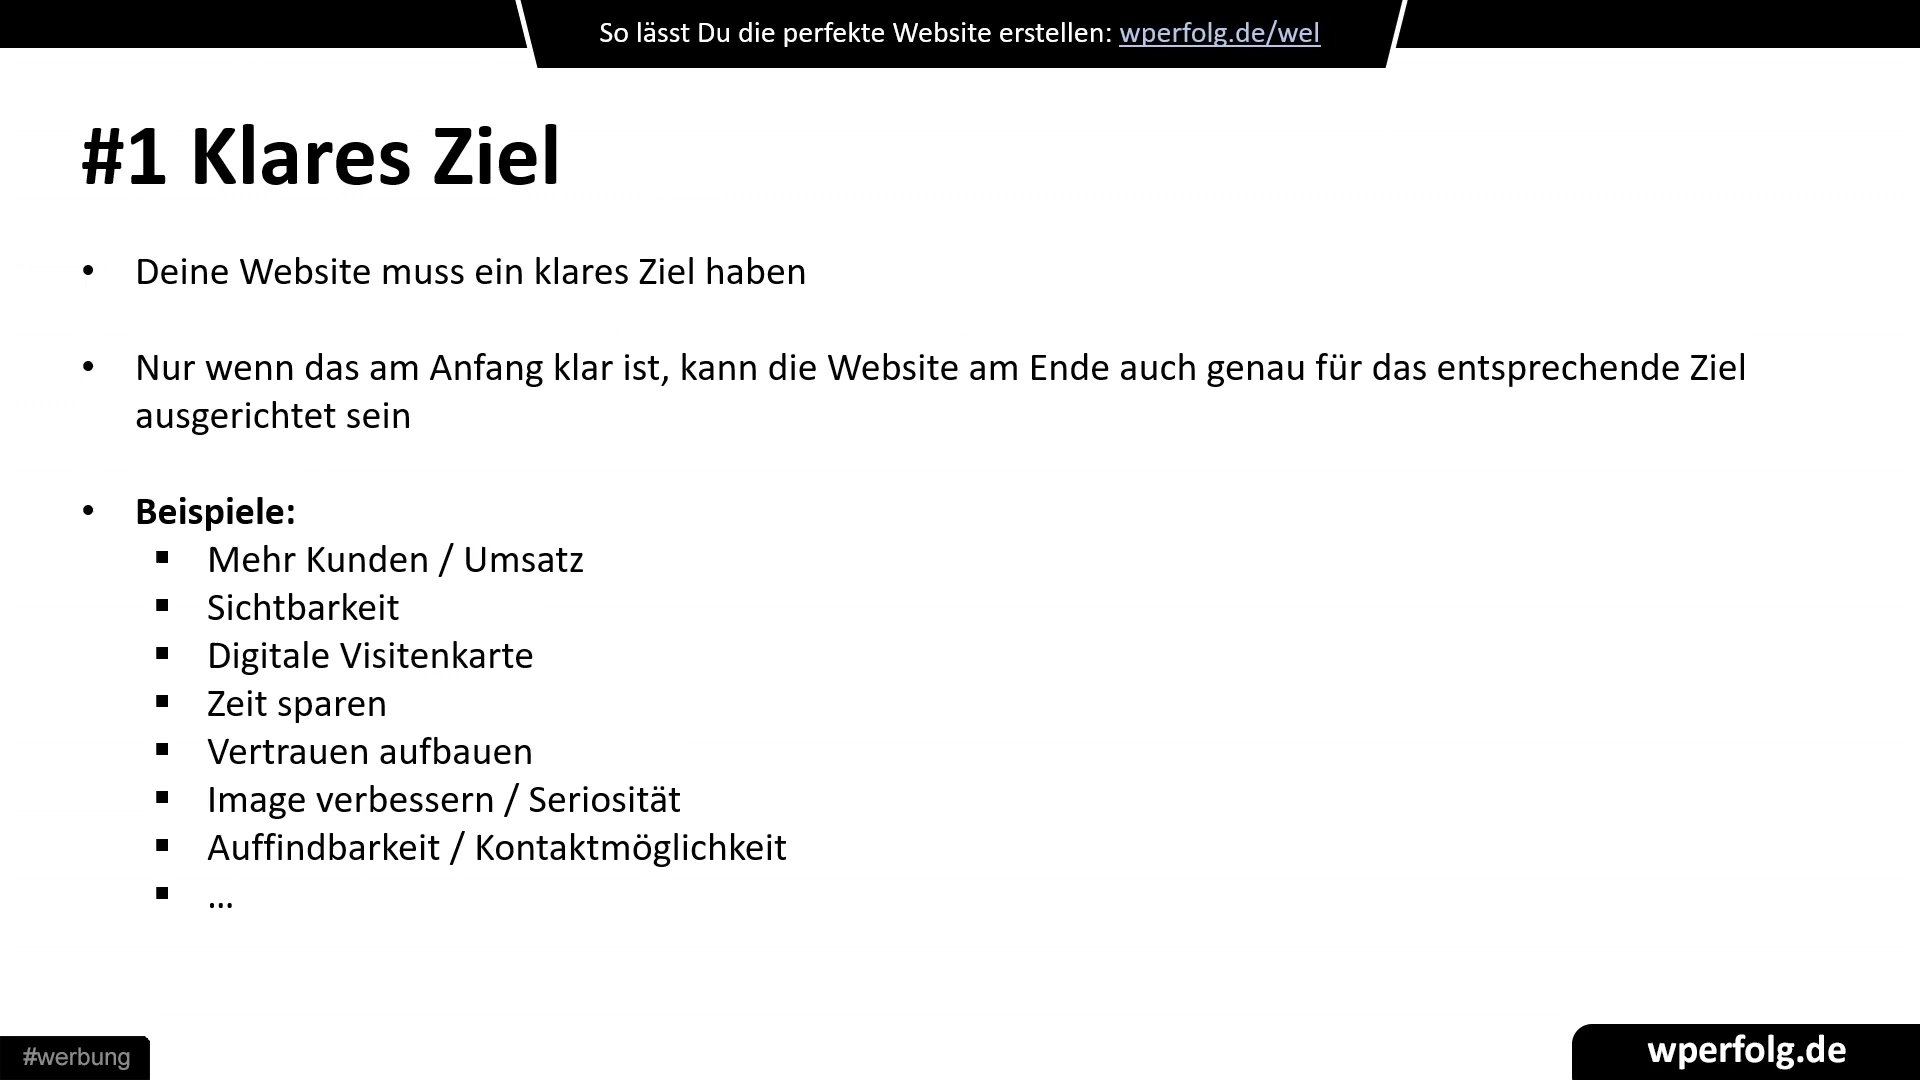 So lässt Du die perfekte Website erstellen: wperfolg.de/wel
#1 Klares Ziel
• Deine Website muss ein klares Ziel haben
• Nur wenn das am Anfang klar ist, kann die Website am Ende auch genau für das entsprechende Ziel
ausgerichtet sein
• Beispiele:
▪ Mehr Kunden / Umsatz
▪ Sichtbarkeit
▪ Digitale Visitenkarte
▪ Zeit sparen
▪ Vertrauen aufbauen
▪ Image verbessern / Seriosität
▪ Auffindbarkeit / Kontaktmöglichkeit
▪ ...
#werbung
wperfolg.de